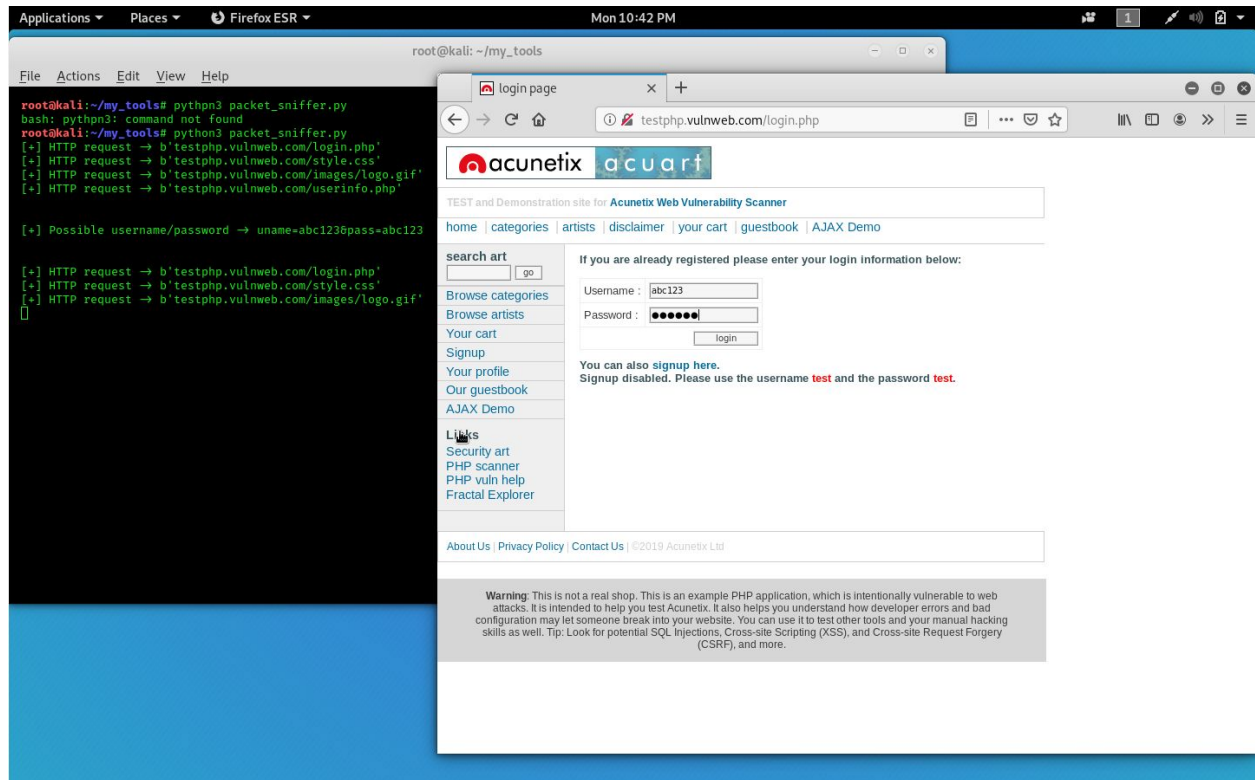 Applications ▾ Places ▾ Firefox ESR ▾ Mon 10:42 PM 1
root@kali: ~/my_tools
File Actions Edit View Help
root@kali:~/my_tools# pythpn3 packet_sniffer.py
bash: pythpn3: command not found
root@kali:~/my_tools# python3 packet_sniffer.py
[+] HTTP request → b'testphp.vulnweb.com/login.php'
[+] HTTP request → b'testphp.vulnweb.com/style.css'
[+] HTTP request → b'testphp.vulnweb.com/images/logo.gif'
[+] HTTP request → b'testphp.vulnweb.com/userinfo.php'
[+] Possible username/password → uname=abc123&pass=abc123
[+] HTTP request → b'testphp.vulnweb.com/login.php'
[+] HTTP request → b'testphp.vulnweb.com/style.css'
[+] HTTP request → b'testphp.vulnweb.com/images/logo.gif'
login page
testphp.vulnweb.com/login.php
acunetix acuart
TEST and Demonstration site for Acunetix Web Vulnerability Scanner
home | categories | artists | disclaimer | your cart | guestbook | AJAX Demo
search art
go
Browse categories
Browse artists
Your cart
Signup
Your profile
Our guestbook
AJAX Demo
Links
Security art
PHP scanner
PHP vuln help
Fractal Explorer
If you are already registered please enter your login information below:
Username : abc123
Password : ●●●●●●
login
You can also signup here.
Signup disabled. Please use the username test and the password test.
About Us | Privacy Policy | Contact Us | ©2019 Acunetix Ltd
Warning: This is not a real shop. This is an example PHP application, which is intentionally vulnerable to web
attacks. It is intended to help you test Acunetix. It also helps you understand how developer errors and bad
configuration may let someone break into your website. You can use it to test other tools and your manual hacking
skills as well. Tip: Look for potential SQL Injections, Cross-site Scripting (XSS), and Cross-site Request Forgery
(CSRF), and more.